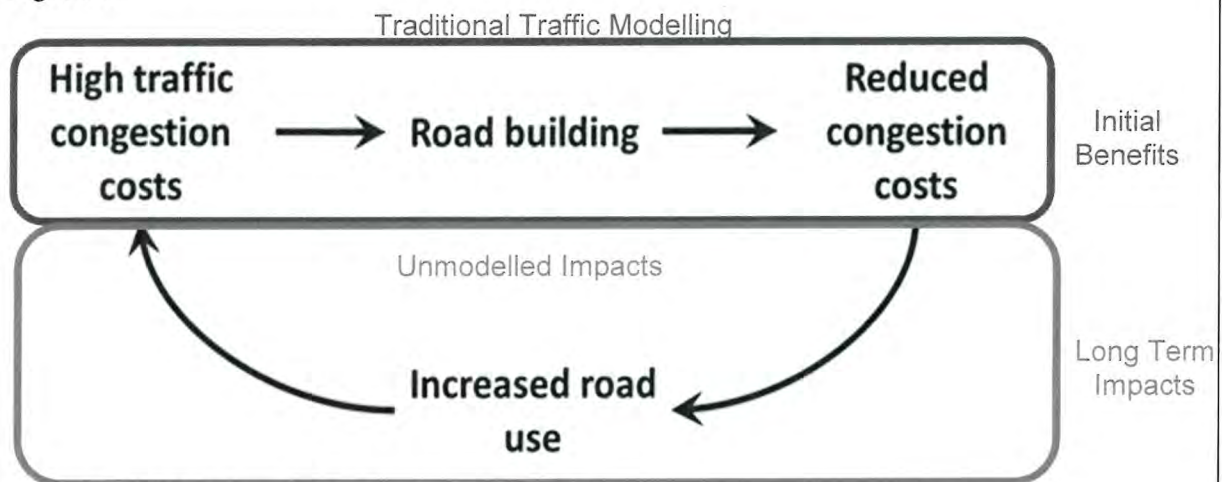 Traditional Traffic Modelling
High traffic
congestion
costs
Road building
Reduced
congestion
costs
Initial
Benefits
Unmodelled Impacts
Increased road
use
Long Term
Impacts